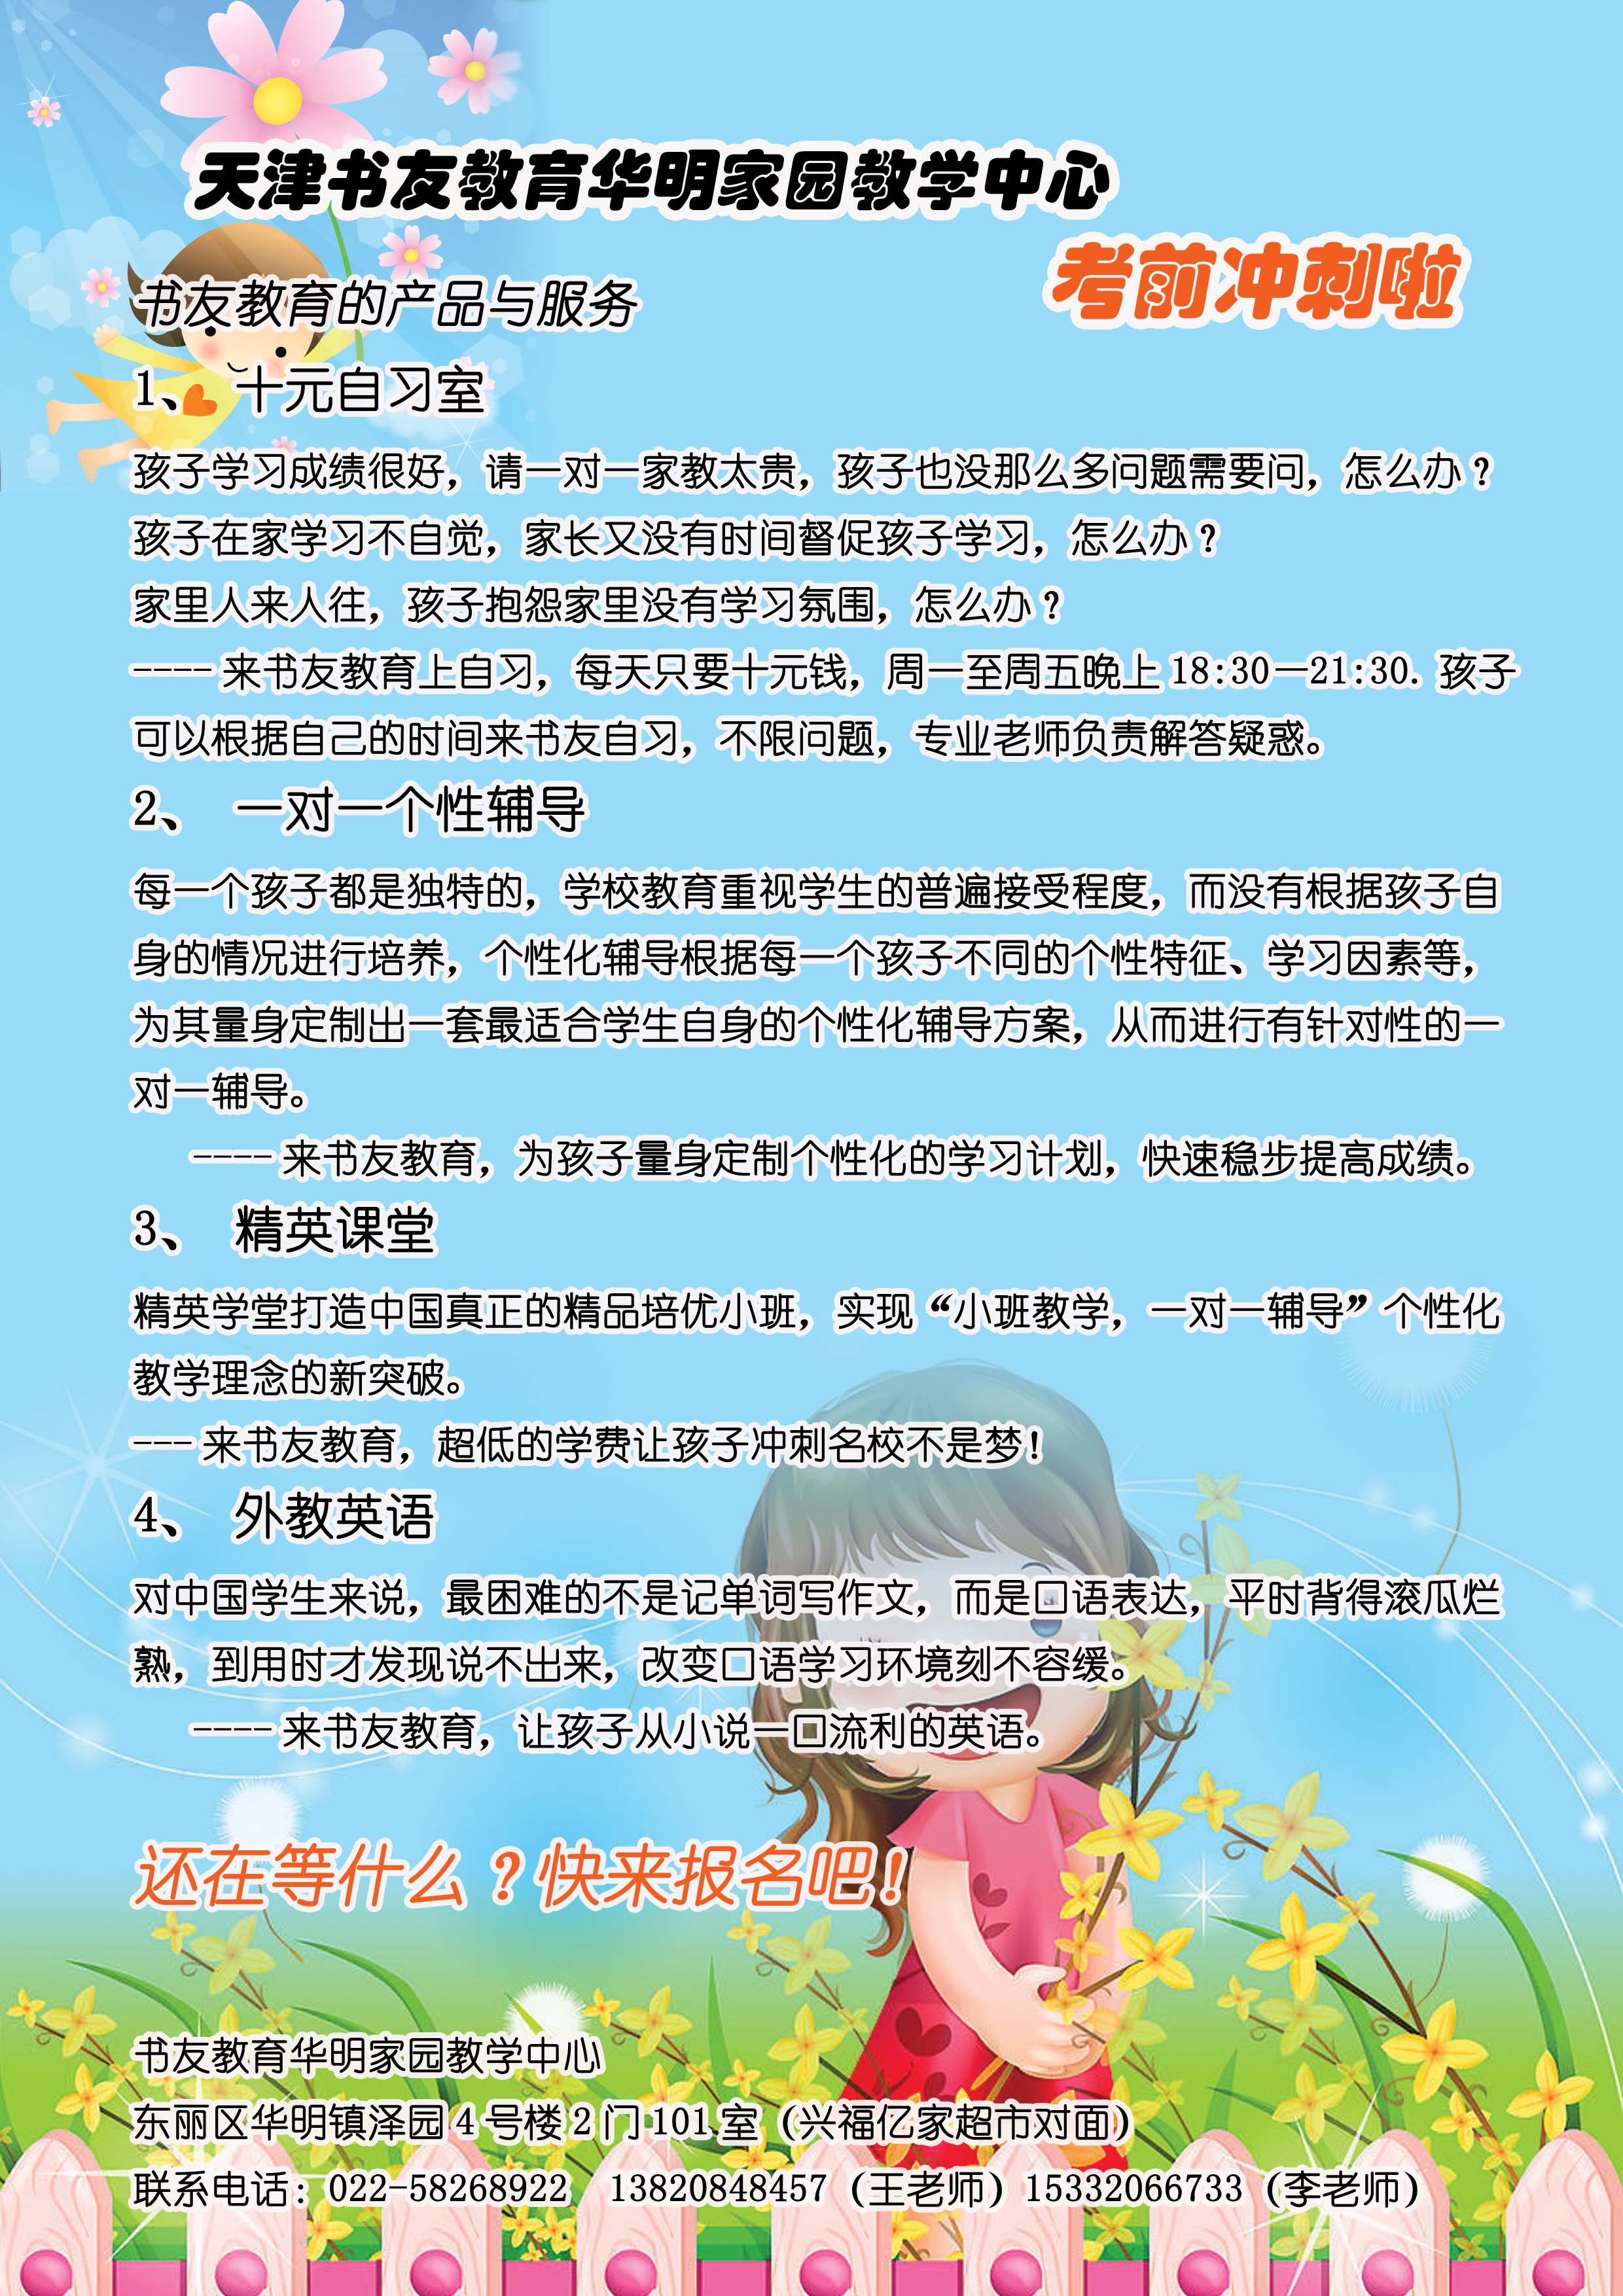 天津书友教育华明家园教学中心
考前冲刺啦
书友教育的产品与服务
1、 十元自习室
孩子学习成绩很好，请一对一家教太贵，孩子也没那么多问题需要问，怎么办？
孩子在家学习不自觉，家长又没有时间督促孩子学习，怎么办？
家里人来人往，孩子抱怨家里没有学习氛围，怎么办？
----来书友教育上自习，每天只要十元钱，周一至周五晚上18:30—21:30. 孩子
可以根据自己的时间来书友自习，不限问题，专业老师负责解答疑惑。
2、 一对一个性辅导
每一个孩子都是独特的，学校教育重视学生的普遍接受程度，而没有根据孩子自
身的情况进行培养，个性化辅导根据每一个孩子不同的个性特征、学习因素等，
为其量身定制出一套最适合学生自身的个性化辅导方案，从而进行有针对性的一
对一辅导。
----来书友教育，为孩子量身定制个性化的学习计划，快速稳步提高成绩。
3、 精英课堂
精英学堂打造中国真正的精品培优小班，实现“小班教学，一对一辅导”个性化
教学理念的新突破。
---来书友教育，超低的学费让孩子冲刺名校不是梦！
4、 外教英语
对中国学生来说，最困难的不是记单词写作文，而是口语表达，平时背得滚瓜烂
熟，到用时才发现说不出来，改变口语学习环境刻不容缓。
----来书友教育，让孩子从小说一口流利的英语。
还在等什么？快来报名吧！
书友教育华明家园教学中心
东丽区华明镇泽园4号楼2门101室（兴福亿家超市对面）
联系电话：022-58268922 13820848457（王老师）15332066733（李老师）